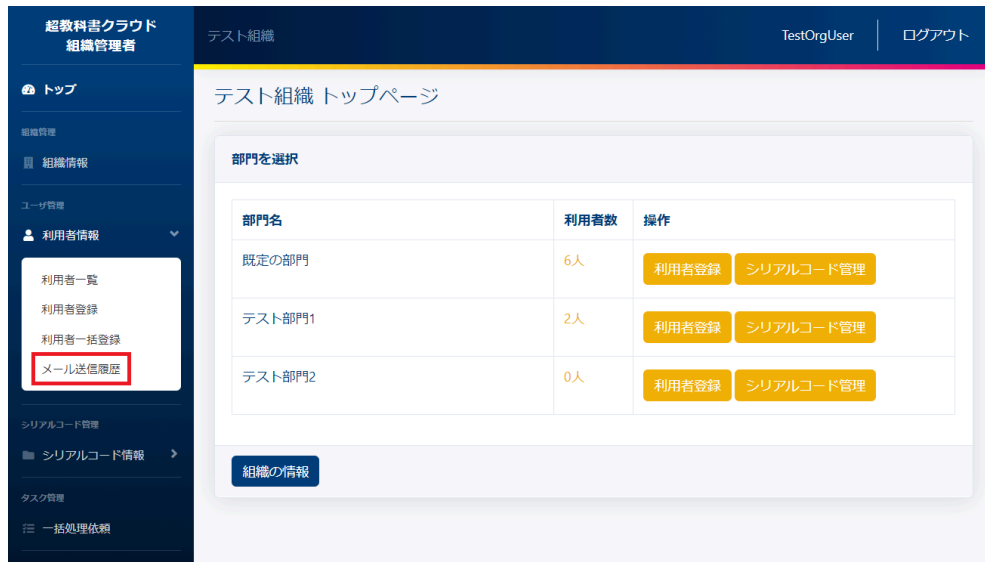 超教科書クラウド
組織管理者
テスト組織
TestOrgUser
ログアウト
トップ
組織管理
組織情報
ユーザ管理
利用者情報
利用者一覧
利用者登録
利用者一括登録
メール送信履歴
シリアルコード管理
シリアルコード情報
タスク管理
一括処理依頼
テスト組織 トップページ
部門を選択
部門名 利用者数 操作
既定の部門 6人 利用者登録 シリアルコード管理
テスト部門1 2人 利用者登録 シリアルコード管理
テスト部門2 0人 利用者登録 シリアルコード管理
組織の情報